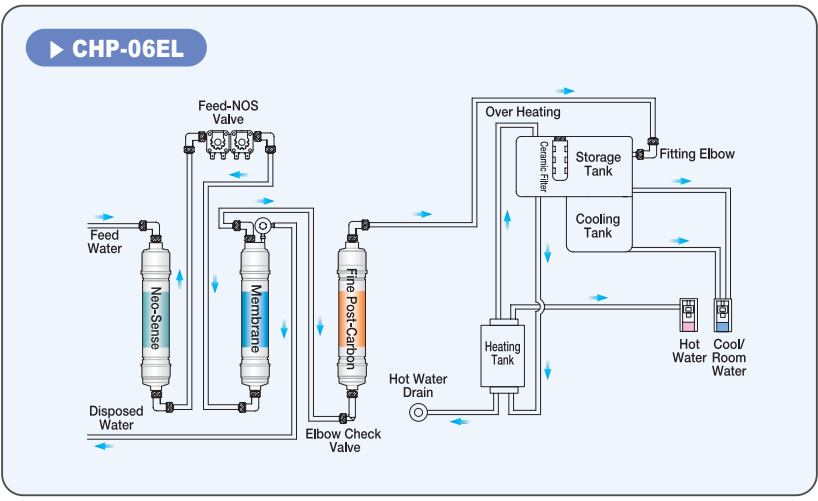 CHP-06EL
Feed-NOS
Valve
Over Heating
Ceramic Filter
Storage
Tank
Fitting Elbow
Cooling
Tank
Feed
Water
Neo-Sense
Membrane
Fine Post-Carbon
Heating
Tank
Hot
Water
Cool/
Room
Water
Hot Water
Drain
Disposed
Water
Elbow Check
Valve